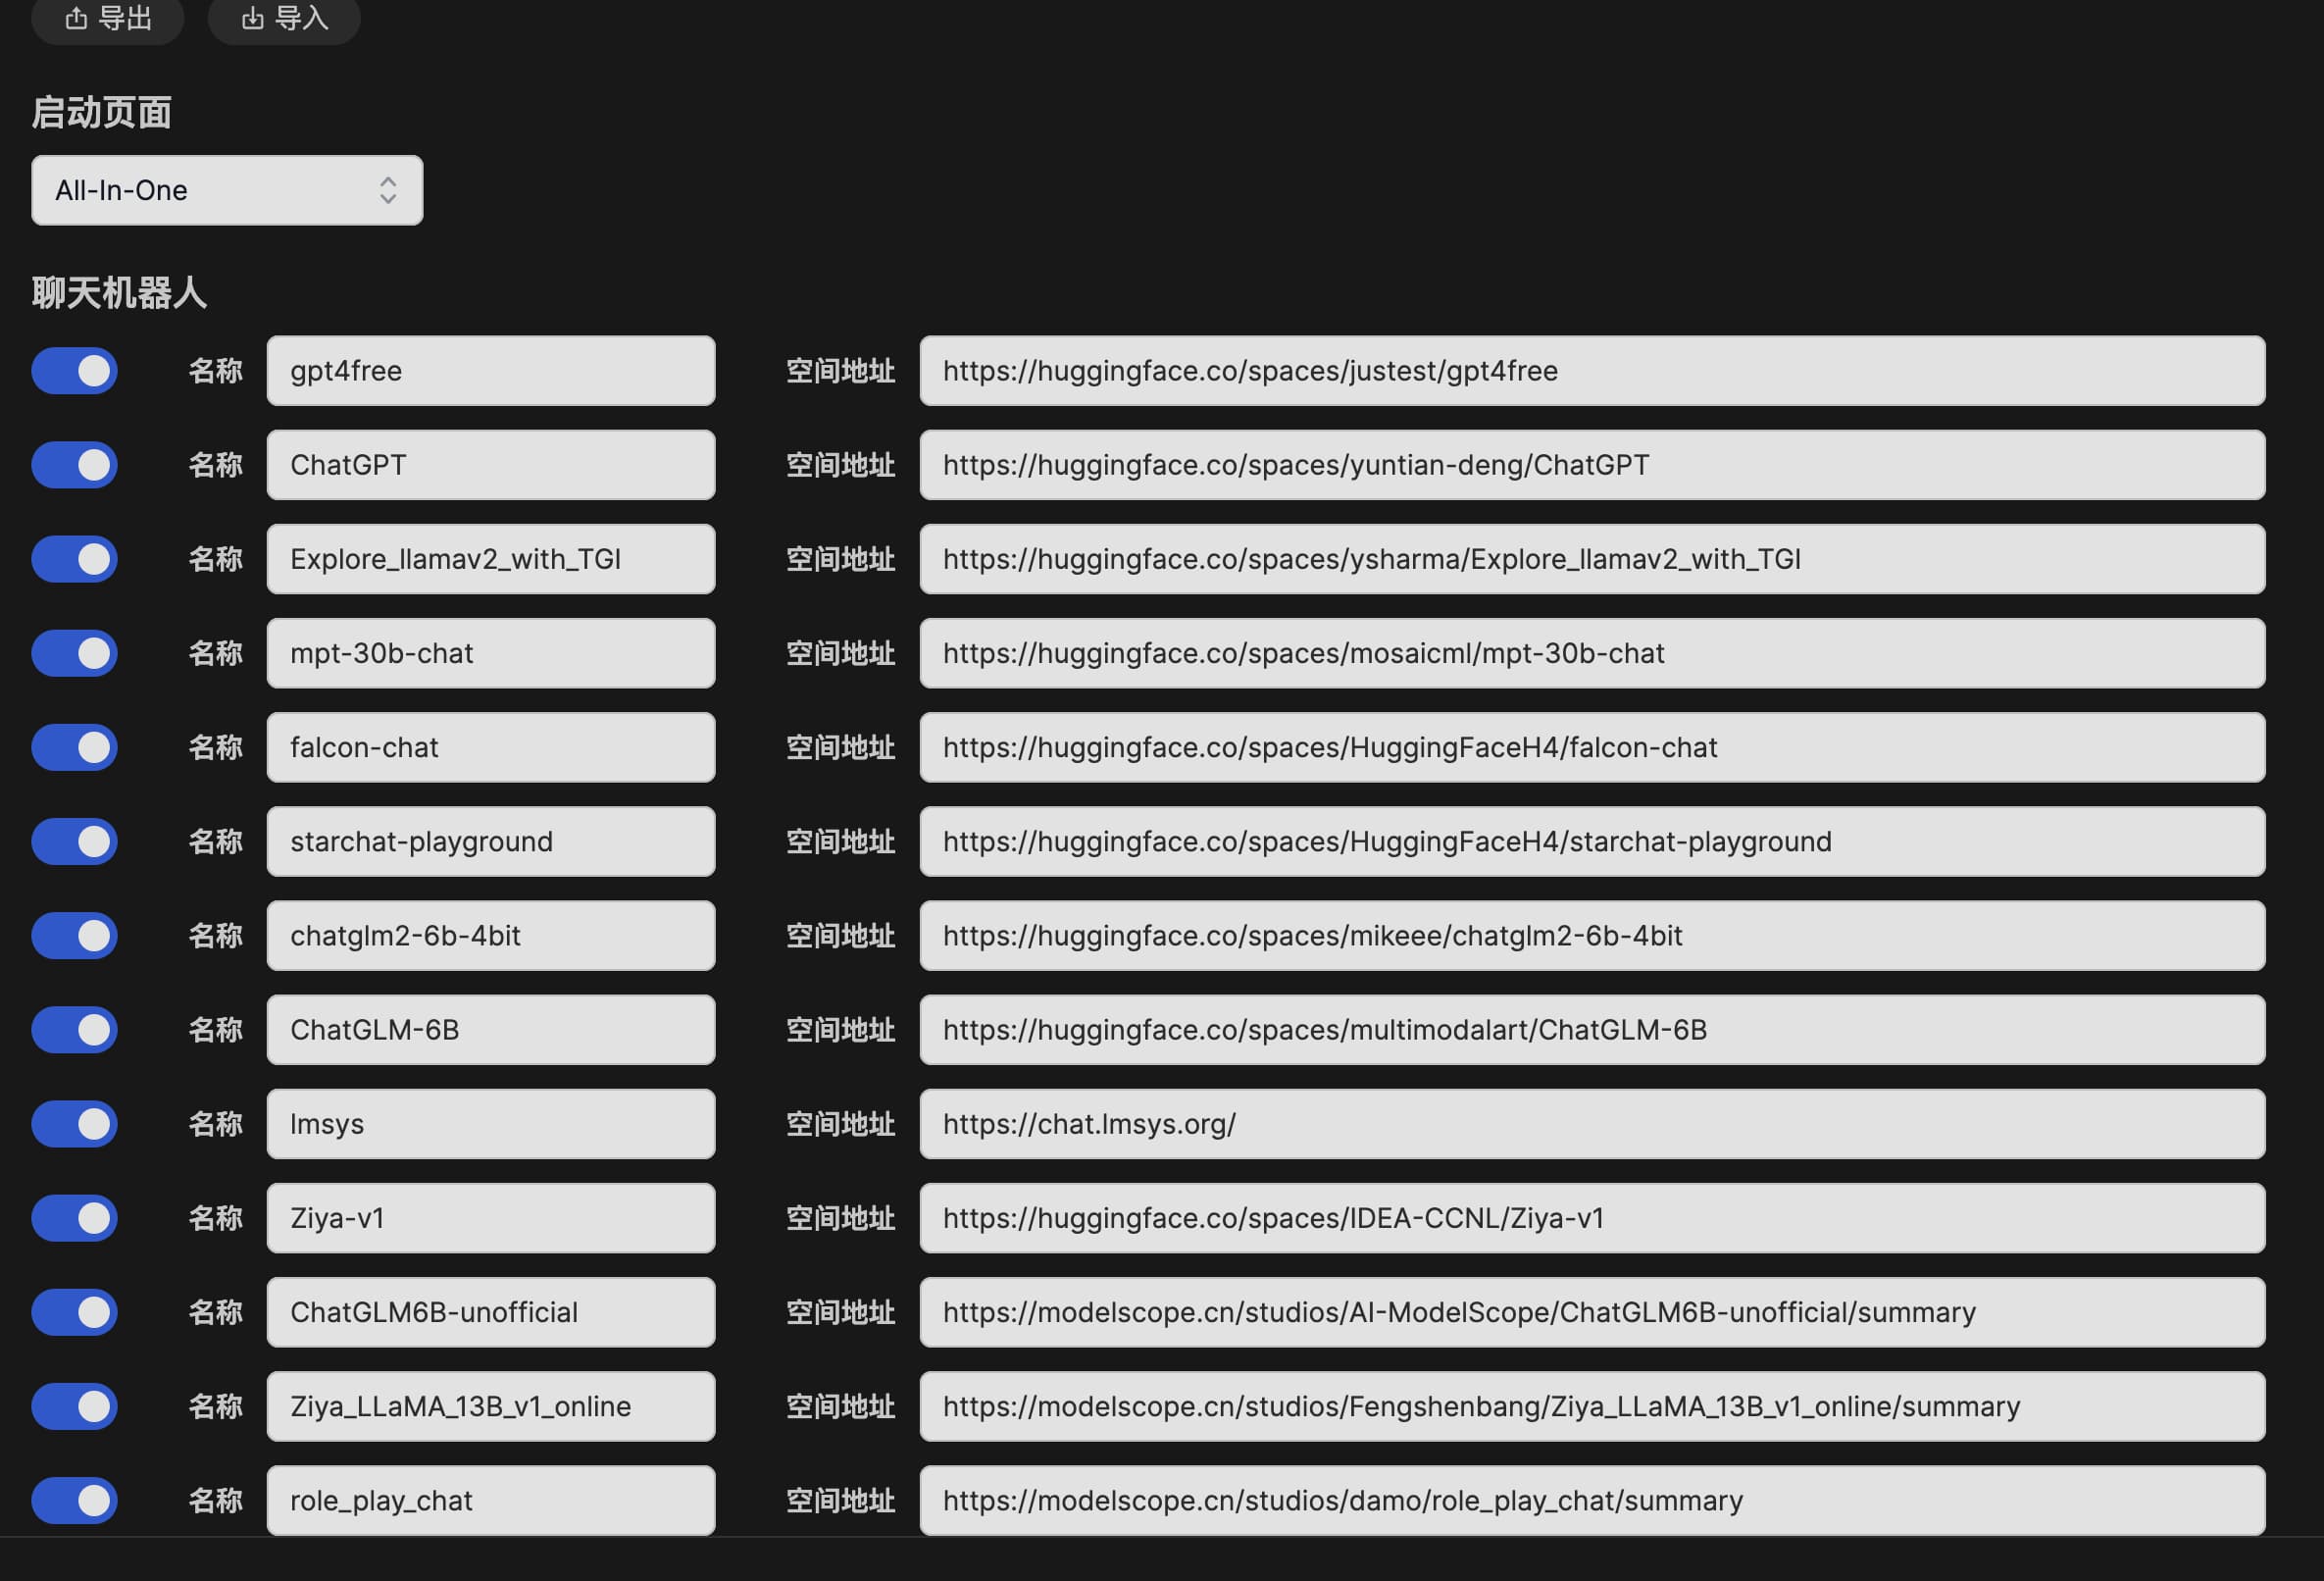 导出 导入
启动页面
All-In-One
聊天机器人
名称 gpt4free 空间地址 https://huggingface.co/spaces/justest/gpt4free
名称 ChatGPT 空间地址 https://huggingface.co/spaces/yuntian-deng/ChatGPT
名称 Explore_llamav2_with_TGI 空间地址 https://huggingface.co/spaces/ysharma/Explore_llamav2_with_TGI
名称 mpt-30b-chat 空间地址 https://huggingface.co/spaces/mosaicml/mpt-30b-chat
名称 falcon-chat 空间地址 https://huggingface.co/spaces/HuggingFaceH4/falcon-chat
名称 starchat-playground 空间地址 https://huggingface.co/spaces/HuggingFaceH4/starchat-playground
名称 chatglm2-6b-4bit 空间地址 https://huggingface.co/spaces/mikeee/chatglm2-6b-4bit
名称 ChatGLM-6B 空间地址 https://huggingface.co/spaces/multimodalart/ChatGLM-6B
名称 lmsys 空间地址 https://chat.lmsys.org/
名称 Ziya-v1 空间地址 https://huggingface.co/spaces/IDEA-CCNL/Ziya-v1
名称 ChatGLM6B-unofficial 空间地址 https://modelscope.cn/studios/AI-ModelScope/ChatGLM6B-unofficial/summary
名称 Ziya_LLaMA_13B_v1_online 空间地址 https://modelscope.cn/studios/Fengshenbang/Ziya_LLaMA_13B_v1_online/summary
名称 role_play_chat 空间地址 https://modelscope.cn/studios/damo/role_play_chat/summary